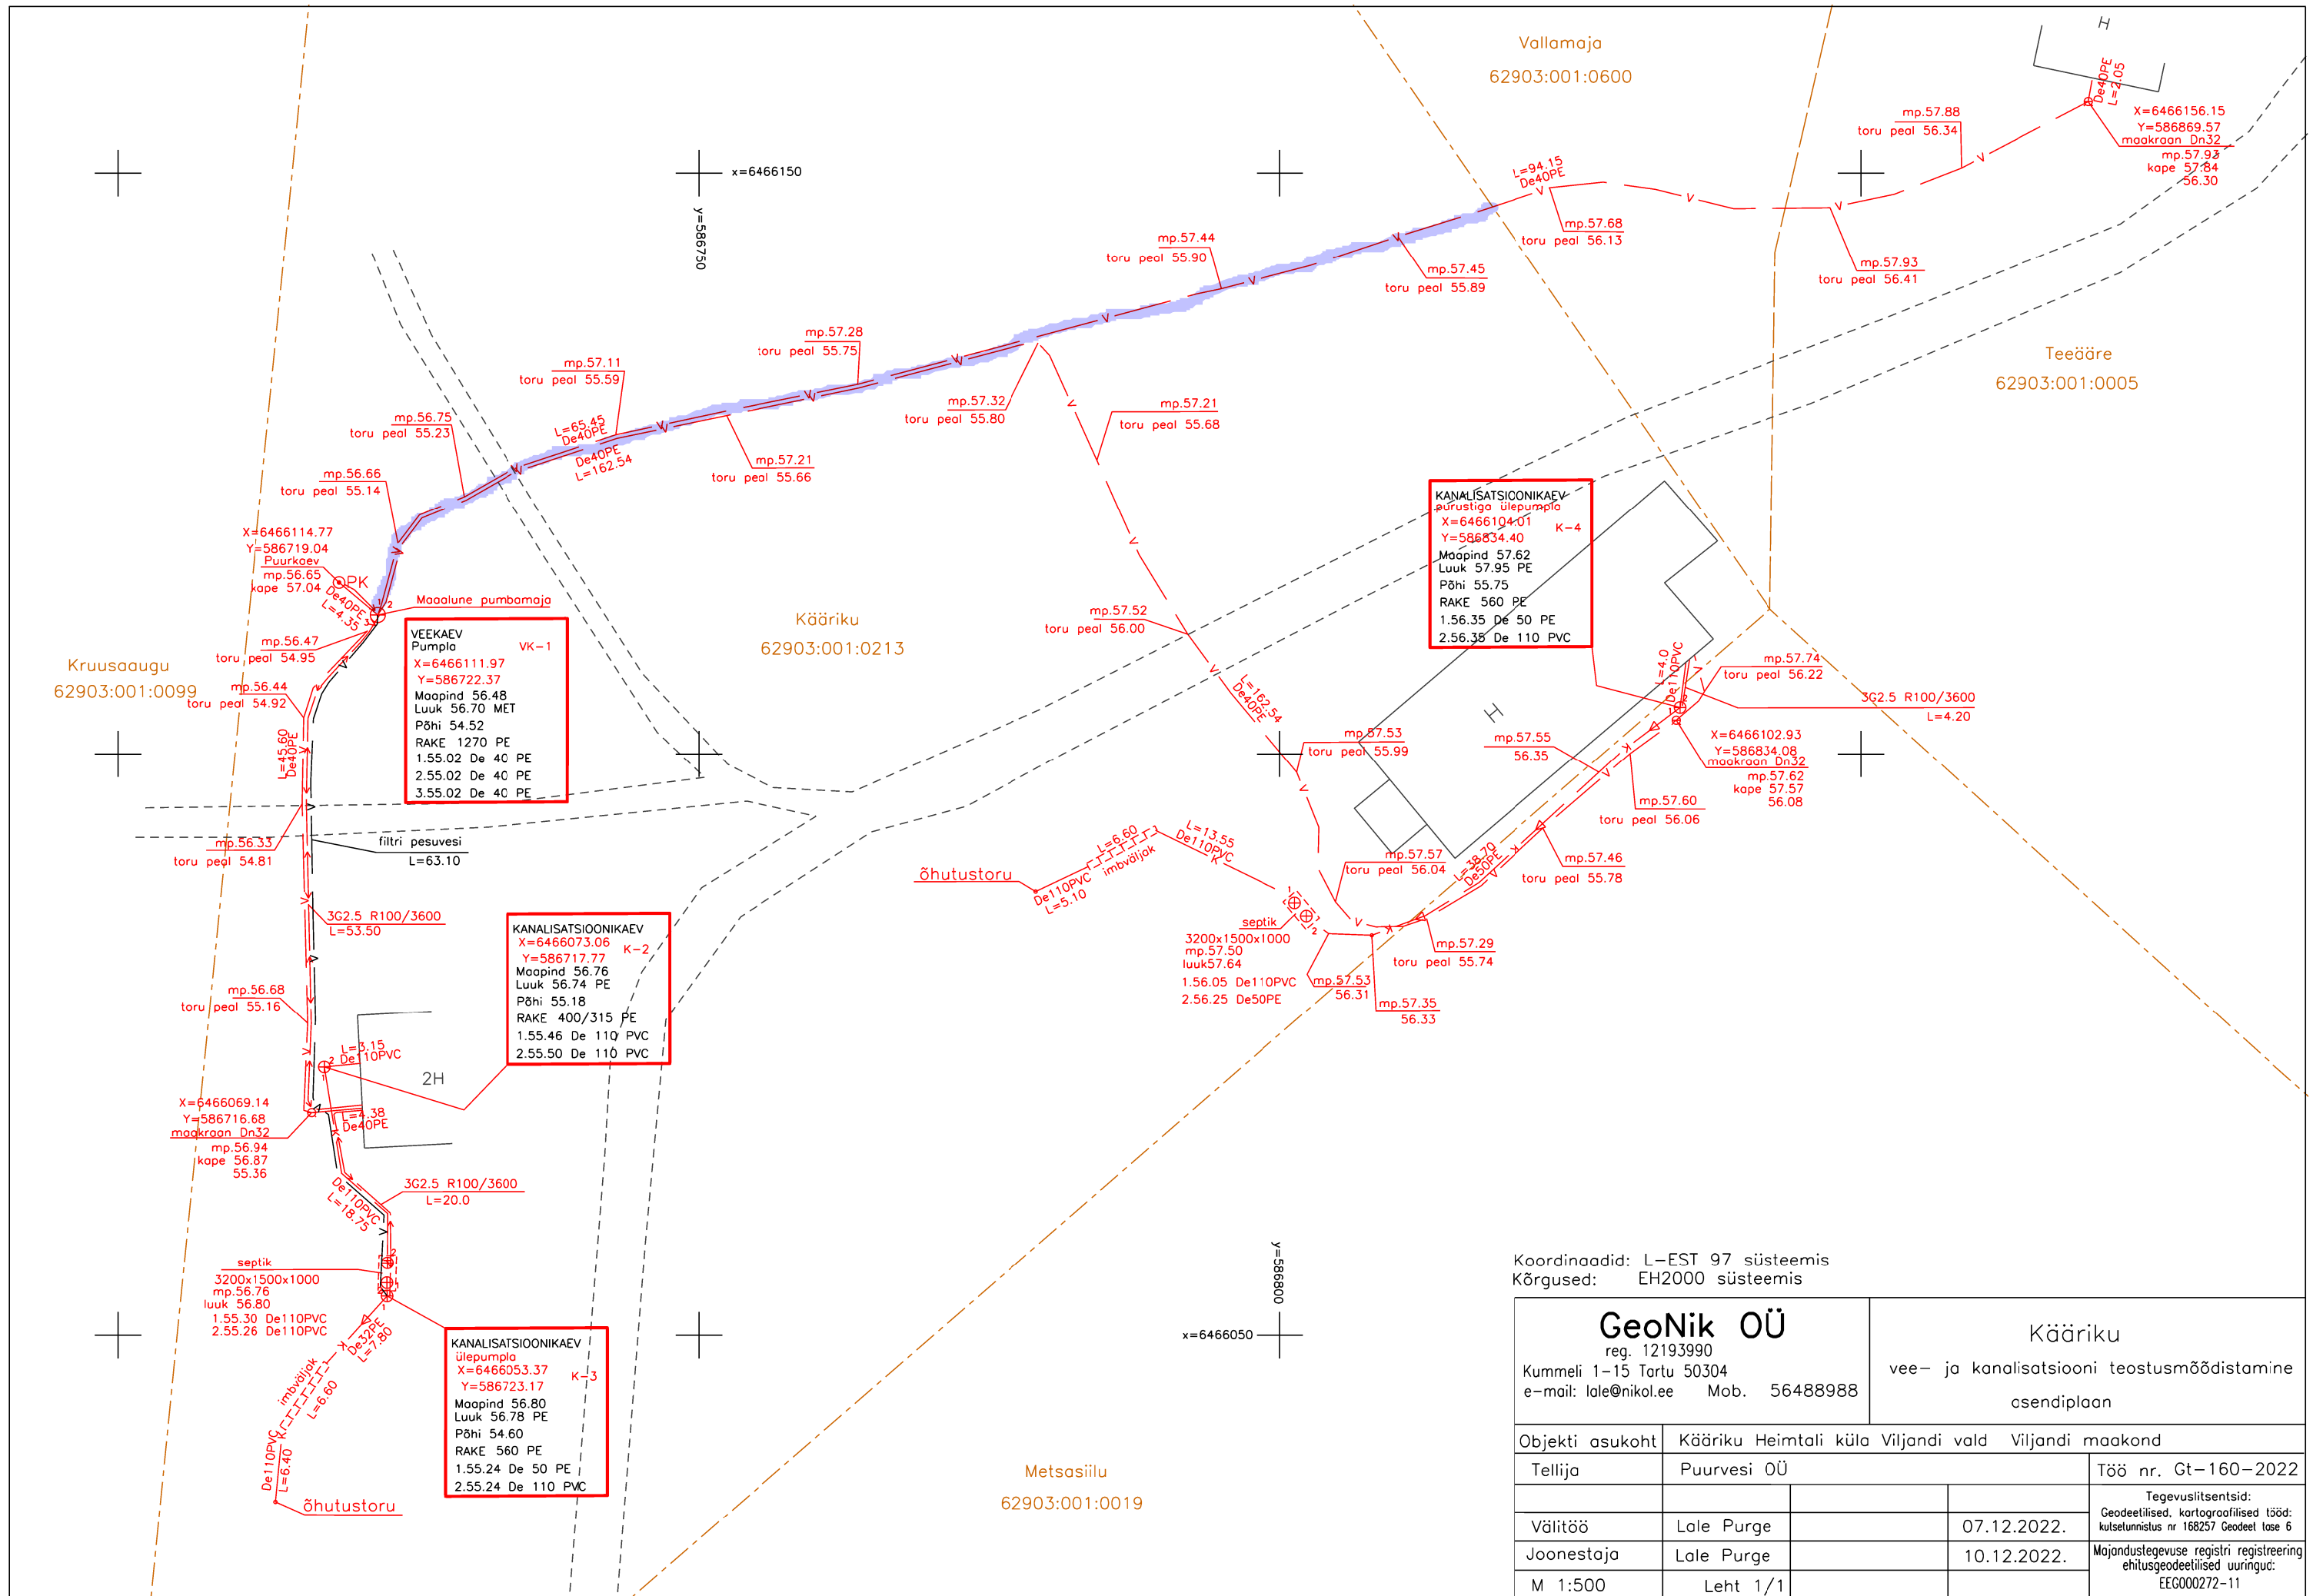 Vallamaja
62903:001:0600
H
De40PE
L=2.05
X=6466156.15
Y=586869.57
maakraan Dn32
mp.57.93
kape 57.84
56.30
mp.57.88
toru peal 56.34
L=94.15
De40PE
mp.57.68
toru peal 56.13
mp.57.93
toru peal 56.41
x=6466150
y=586750
mp.57.44
toru peal 55.90
mp.57.45
toru peal 55.89
mp.57.28
toru peal 55.75
mp.57.11
toru peal 55.59
mp.57.32
toru peal 55.80
mp.57.21
toru peal 55.68
Teeääre
62903:001:0005
mp.56.75
toru peal 55.23
L=65.45
De40PE
De40PE
L=162.54
mp.57.21
toru peal 55.66
mp.56.66
toru peal 55.14
X=6466114.77
Y=586719.04
Puurkaev
mp.56.65
kape 57.04
PK
De40PE
L=4.35
1
2
3
Maaalune pumbamaja
mp.56.47
toru peal 54.95
Kruusaaugu
62903:001:0099
mp.56.44
toru peal 54.92
VEEKAEV
Pumpla
VK-1
X=6466111.97
Y=586722.37
Maapind 56.48
Luuk 56.70 MET
Põhi 54.52
RAKE 1270 PE
1.55.02 De 40 PE
2.55.02 De 40 PE
3.55.02 De 40 PE
Kääriku
62903:001:0213
mp.57.52
toru peal 56.00
KANALISATSIOONIKAEV
purustiga ülepumpla
X=6466104.01
K-4
Y=586834.40
Maapind 57.62
Luuk 57.95 PE
Põhi 55.75
RAKE 560 PE
1.56.35 De 50 PE
2.56.35 De 110 PVC
L=4.0
De110PVC
mp.57.74
toru peal 56.22
3G2.5 R100/3600
L=4.20
X=6466102.93
Y=586834.08
maakraan Dn32
mp.57.62
kape 57.57
56.08
L=162.54
De40PE
H
mp.57.53
toru peal 55.99
mp.57.55
56.35
mp.57.60
toru peal 56.06
L=45.60
De40PE
mp.56.33
toru peal 54.81
filtri pesuvesi
L=63.10
mp.57.46
toru peal 55.78
L=38.70
De50PE
mp.57.57
toru peal 56.04
L=13.55
De110PVC
K
L=6.60
imbväljak
õhutustoru
De110PVC
L=5.10
1
2
septik
3200x1500x1000
mp.57.50
luuk57.64
1.56.05 De110PVC
2.56.25 De50PE
mp.57.53
56.31
mp.57.35
56.33
mp.57.29
toru peal 55.74
3G2.5 R100/3600
L=53.50
KANALISATSIOONIKAEV
X=6466073.06
K-2
Y=586717.77
Maapind 56.76
Luuk 56.74 PE
Põhi 55.18
RAKE 400/315 PE
1.55.46 De 110 PVC
2.55.50 De 110 PVC
mp.56.68
toru peal 55.16
L=3.15
De110PVC
2
1
2H
X=6466069.14
Y=586716.68
maakraan Dn32
mp.56.94
kape 56.87
55.36
L=4.38
De40PE
De110PVC
L=18.75
3G2.5 R100/3600
L=20.0
septik
3200x1500x1000
mp.56.76
luuk 56.80
1.55.30 De110PVC
2.55.26 De110PVC
De32PE
L=7.80
imbväljak
L=6.60
De110PVC
L=6.40
õhutustoru
KANALISATSIOONIKAEV
ülepumpla
X=6466053.37
K-3
Y=586723.17
Maapind 56.80
Luuk 56.78 PE
Põhi 54.60
RAKE 560 PE
1.55.24 De 50 PE
2.55.24 De 110 PVC
Metsasiilu
62903:001:0019
y=586800
x=6466050
Koordinaadid: L-EST 97 süsteemis
Kõrgused: EH2000 süsteemis
GeoNik OÜ
reg. 12193990
Kummeli 1-15 Tartu 50304
e-mail: lale@nikol.ee Mob. 56488988
Kääriku
vee- ja kanalisatsiooni teostusmõõdistamine
asendiplaan
Objekti asukoht Kääriku Heimtali küla Viljandi vald Viljandi maakond
Tellija Puurvesi OÜ Töö nr. Gt-160-2022
Tegevuslitsentsid:
Geodeetilised, kartograafilised tööd:
kutsetunnistus nr 168257 Geodeet tase 6
Välitöö Lale Purge 07.12.2022.
Joonestaja Lale Purge 10.12.2022.
Majandustegevuse registri registreering
ehitusgeodeetilised uuringud:
EEG000272-11
M 1:500 Leht 1/1